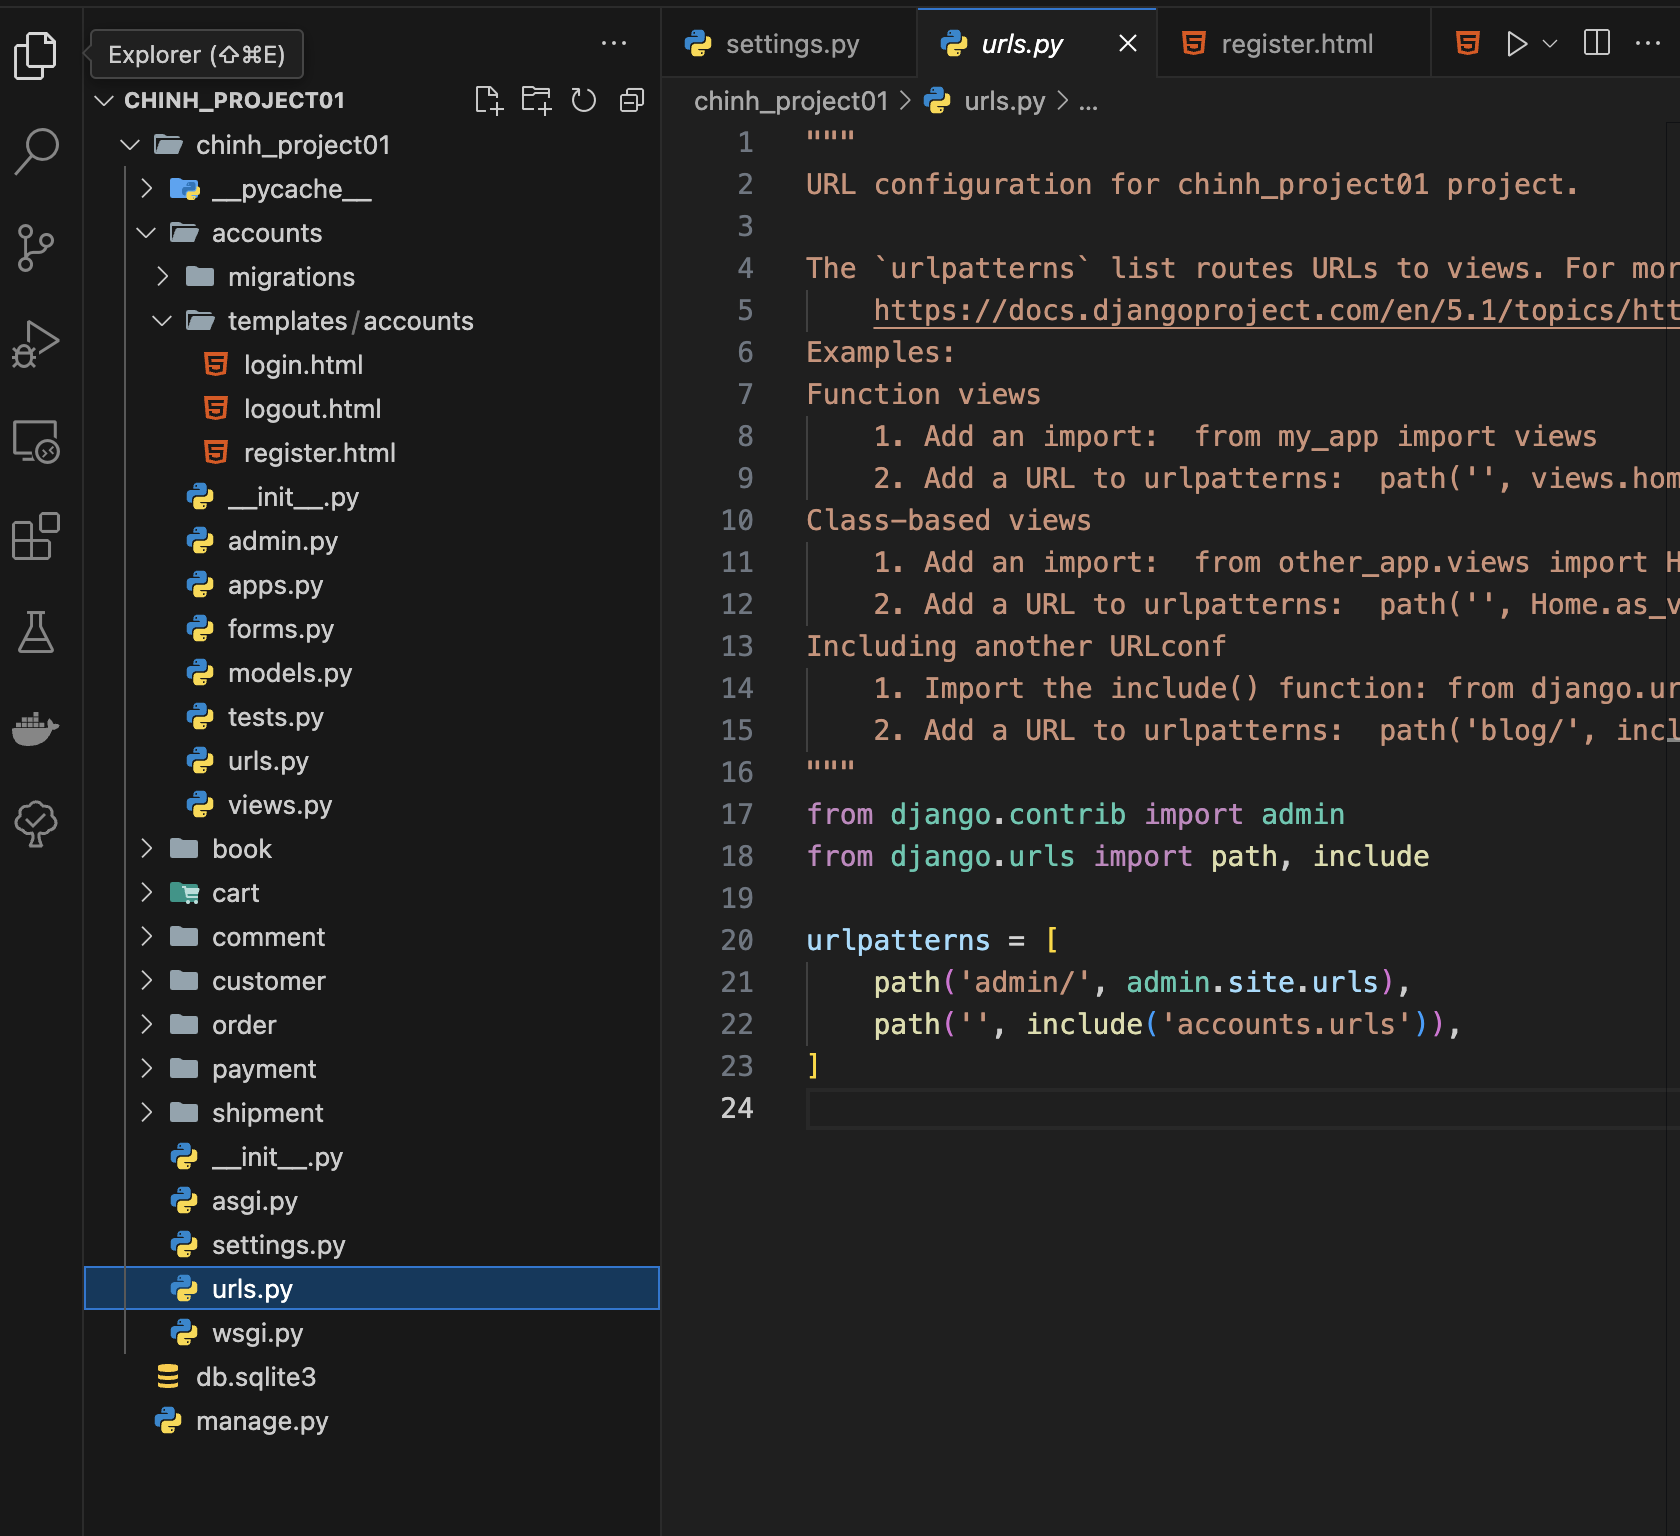 Explorer (⇧⌘E)
CHINH_PROJECT01
chinh_project01
__pycache__
accounts
migrations
templates/accounts
login.html
logout.html
register.html
__init__.py
admin.py
apps.py
forms.py
models.py
tests.py
urls.py
views.py
book
cart
comment
customer
order
payment
shipment
__init__.py
asgi.py
settings.py
urls.py
wsgi.py
db.sqlite3
manage.py
settings.py
urls.py
register.html
chinh_project01 > urls.py > ...
1 """
2 URL configuration for chinh_project01 project.
3
4 The `urlpatterns` list routes URLs to views. For mor
5 https://docs.djangoproject.com/en/5.1/topics/htt
6 Examples:
7 Function views
8 1. Add an import:  from my_app import views
9 2. Add a URL to urlpatterns:  path('', views.hom
10 Class-based views
11 1. Add an import:  from other_app.views import H
12 2. Add a URL to urlpatterns:  path('', Home.as_v
13 Including another URLconf
14 1. Import the include() function: from django.ur
15 2. Add a URL to urlpatterns:  path('blog/', incl
16 """
17 from django.contrib import admin
18 from django.urls import path, include
19
20 urlpatterns = [
21 path('admin/', admin.site.urls),
22 path('', include('accounts.urls')),
23 ]
24